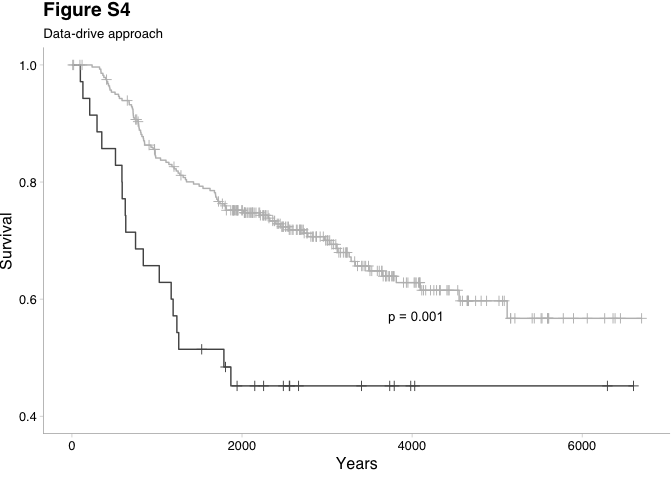 Figure S4
Data-drive approach
1.0
0.8
0.6
0.4
Survival
p = 0.001
0
2000
4000
6000
Years